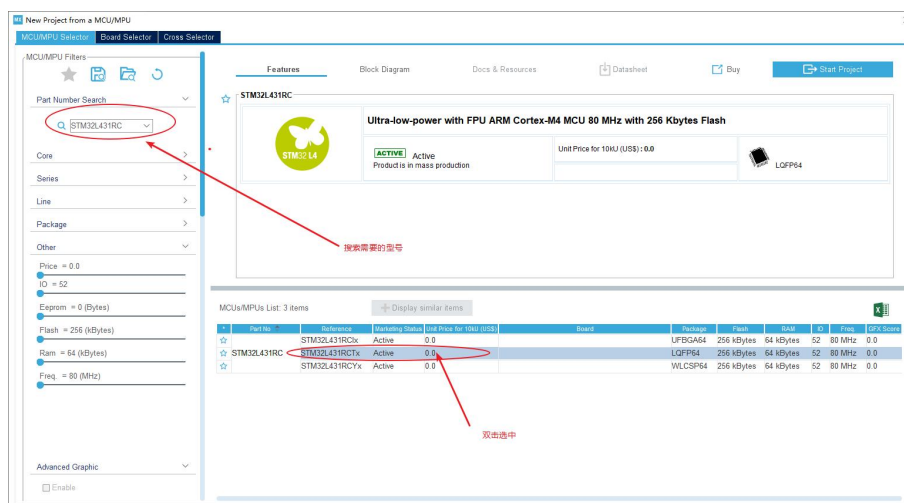 MX New Project from a MCU/MPU
MCU/MPU Selector Board Selector Cross Selector
MCU/MPU Filters
Part Number Search
STM32L431RC
Core
Series
Line
Package
Other
Price = 0.0
IO = 52
Eeprom = 0 (Bytes)
Flash = 256 (kBytes)
Ram = 64 (kBytes)
Freq. = 80 (MHz)
Advanced Graphic
Enable
Features Block Diagram Docs & Resources Datasheet Buy Start Project
STM32L431RC
STM32 L4
Ultra-low-power with FPU ARM Cortex-M4 MCU 80 MHz with 256 Kbytes Flash
ACTIVE Active
Product is in mass production
Unit Price for 10kU (US$) : 0.0
LQFP64
搜索需要的型号
MCUs/MPUs List: 3 items
Display similar items
* Part No Reference Marketing Status Unit Price for 10kU (US$) Board Package Flash RAM IO Freq. GFX Score
STM32L431RCIx Active 0.0 UFBGA64 256 kBytes 64 kBytes 52 80 MHz 0.0
STM32L431RC STM32L431RCTx Active 0.0 LQFP64 256 kBytes 64 kBytes 52 80 MHz 0.0
STM32L431RCYx Active 0.0 WLCSP64 256 kBytes 64 kBytes 52 80 MHz 0.0
双击选中